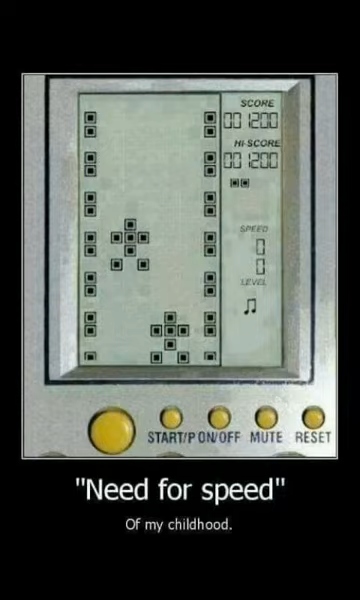 SCORE
001200
HI-SCORE
001200
SPEED
0
0
LEVEL
START/P ON/OFF MUTE RESET
"Need for speed"
Of my childhood.